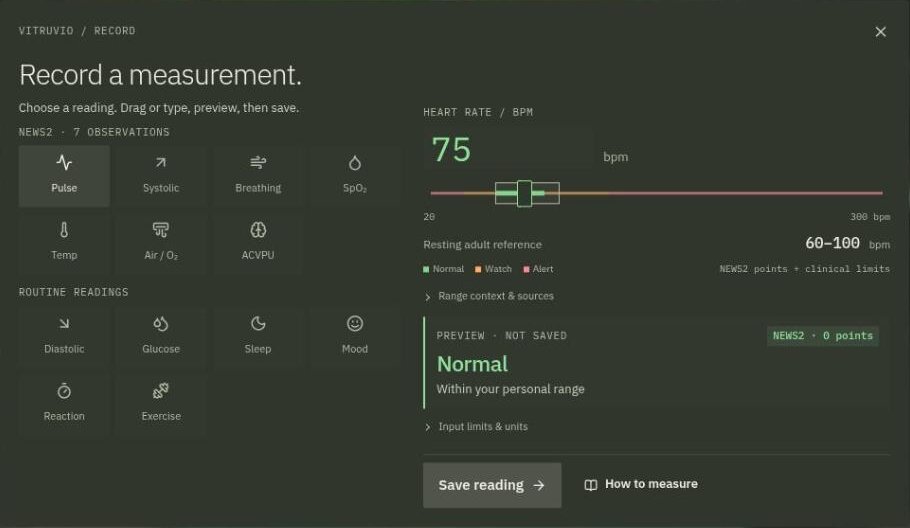 VITRUVIO / RECORD
Record a measurement.
Choose a reading. Drag or type, preview, then save.
NEWS2 · 7 OBSERVATIONS
Pulse
Systolic
Breathing
SpO₂
Temp
Air / O₂
ACVPU
ROUTINE READINGS
Diastolic
Glucose
Sleep
Mood
Reaction
Exercise
HEART RATE / BPM
75 bpm
20
300 bpm
Resting adult reference
60–100 bpm
Normal
Watch
Alert
NEWS2 points + clinical limits
Range context & sources
PREVIEW · NOT SAVED
NEWS2 · 0 points
Normal
Within your personal range
Input limits & units
Save reading →
How to measure